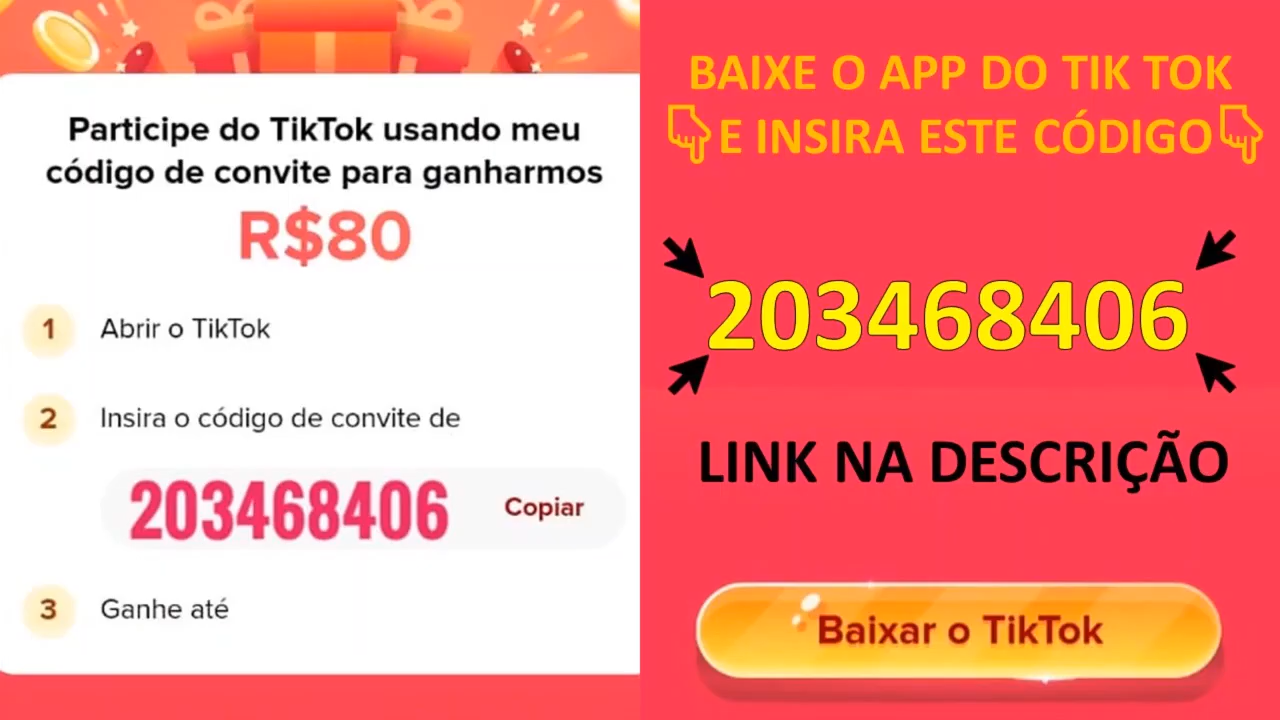 Participe do TikTok usando meu
código de convite para ganharmos
R$80
1 Abrir o TikTok
2 Insira o código de convite de
203468406 Copiar
3 Ganhe até
BAIXE O APP DO TIK TOK
E INSIRA ESTE CÓDIGO
203468406
LINK NA DESCRIÇÃO
Baixar o TikTok